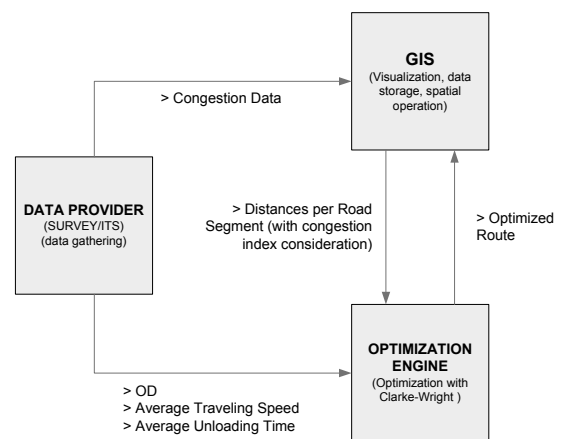 GIS
(Visualization, data
storage, spatial
operation)
> Congestion Data
DATA PROVIDER
(SURVEY/ITS)
(data gathering)
> Distances per Road
Segment (with congestion
index consideration)
> Optimized
Route
OPTIMIZATION
ENGINE
(Optimization with
Clarke-Wright )
> OD
> Average Traveling Speed
> Average Unloading Time